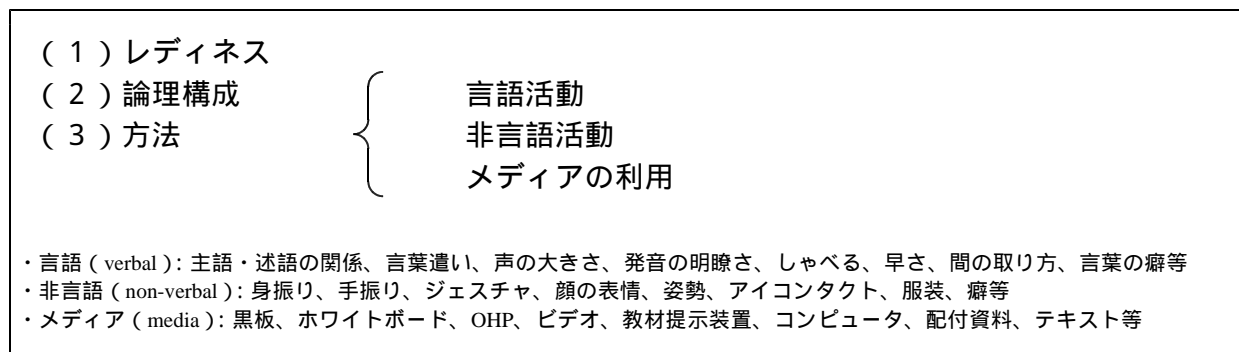 (1)レディネス
(2)論理構成 言語活動
(3)方法 非言語活動
メディアの利用
・言語(verbal):主語・述語の関係、言葉遣い、声の大きさ、発音の明瞭さ、しゃべる、早さ、間の取り方、言葉の癖等
・非言語(non-verbal):身振り、手振り、ジェスチャ、顔の表情、姿勢、アイコンタクト、服装、癖等
・メディア(media):黒板、ホワイトボード、OHP、ビデオ、教材提示装置、コンピュータ、配付資料、テキスト等